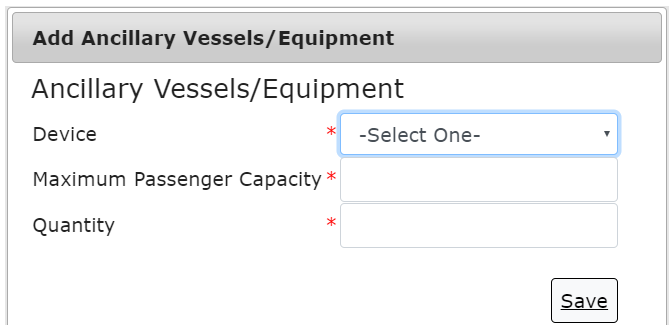 Add Ancillary Vessels/Equipment
Ancillary Vessels/Equipment
Device * -Select One-
Maximum Passenger Capacity *
Quantity *
Save